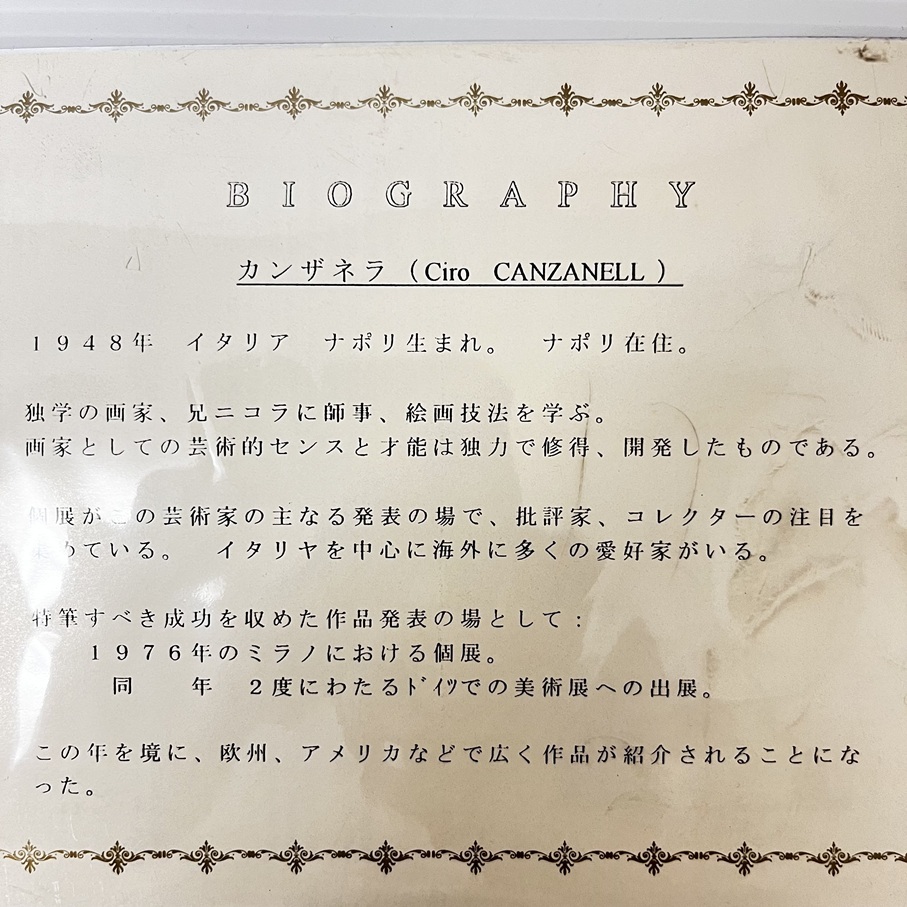 BIOGRAPHY
カンザネラ（Ciro　CANZANELL ）
１９４８年　イタリア　ナポリ生まれ。　ナポリ在住。
独学の画家、兄ニコラに師事、絵画技法を学ぶ。
画家としての芸術的センスと才能は独力で修得、開発したものである。
個展がこの芸術家の主なる発表の場で、批評家、コレクターの注目を
集めている。　イタリヤを中心に海外に多くの愛好家がいる。
特筆すべき成功を収めた作品発表の場として：
１９７６年のミラノにおける個展。
同　　年　２度にわたるﾄﾞｲﾂでの美術展への出展。
この年を境に、欧州、アメリカなどで広く作品が紹介されることにな
った。